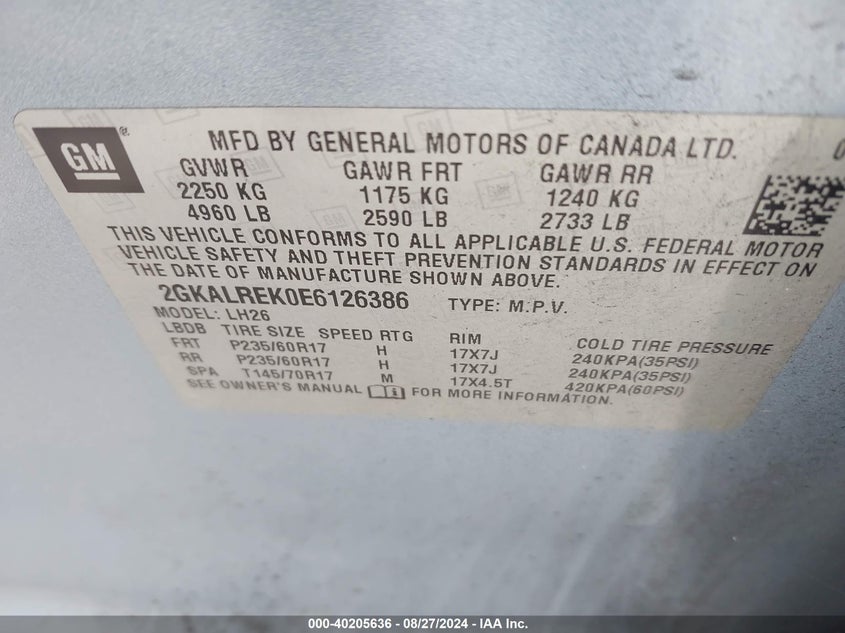 GM®
MFD BY GENERAL MOTORS OF CANADA LTD. 0
GVWR GAWR FRT GAWR RR
2250 KG 1175 KG 1240 KG
4960 LB 2590 LB 2733 LB
THIS VEHICLE CONFORMS TO ALL APPLICABLE U.S. FEDERAL MOTOR
VEHICLE SAFETY AND THEFT PREVENTION STANDARDS IN EFFECT ON
THE DATE OF MANUFACTURE SHOWN ABOVE.
2GKALREK0E6126386 TYPE: M.P.V.
MODEL: LH26
LBDB TIRE SIZE SPEED RTG RIM COLD TIRE PRESSURE
FRT P235/60R17 H 17X7J 240KPA(35PSI)
RR P235/60R17 H 17X7J 240KPA(35PSI)
SPA T145/70R17 M 17X4.5T 420KPA(60PSI)
SEE OWNER'S MANUAL FOR MORE INFORMATION.
000-40205636 - 08/27/2024 - IAA Inc.